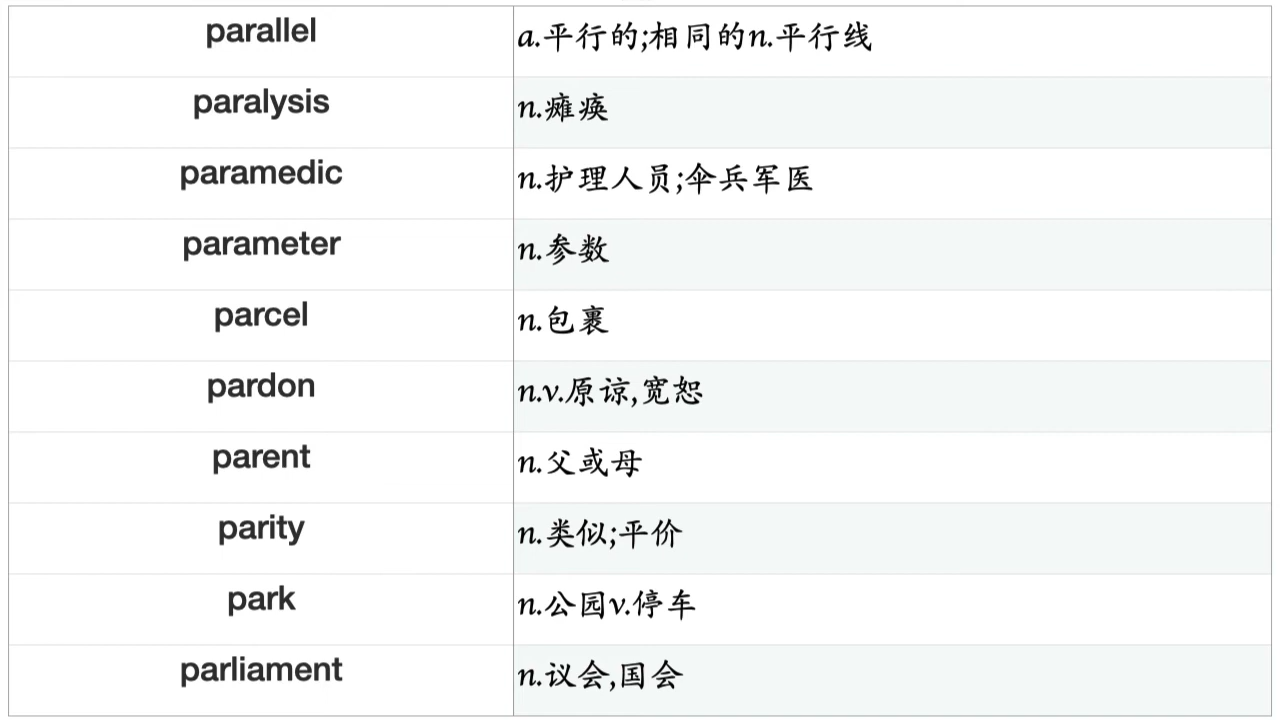 parallel a.平行的;相同的n.平行线
paralysis n.瘫痪
paramedic n.护理人员;伞兵军医
parameter n.参数
parcel n.包裹
pardon n.v.原谅,宽恕
parent n.父或母
parity n.类似;平价
park n.公园v.停车
parliament n.议会,国会